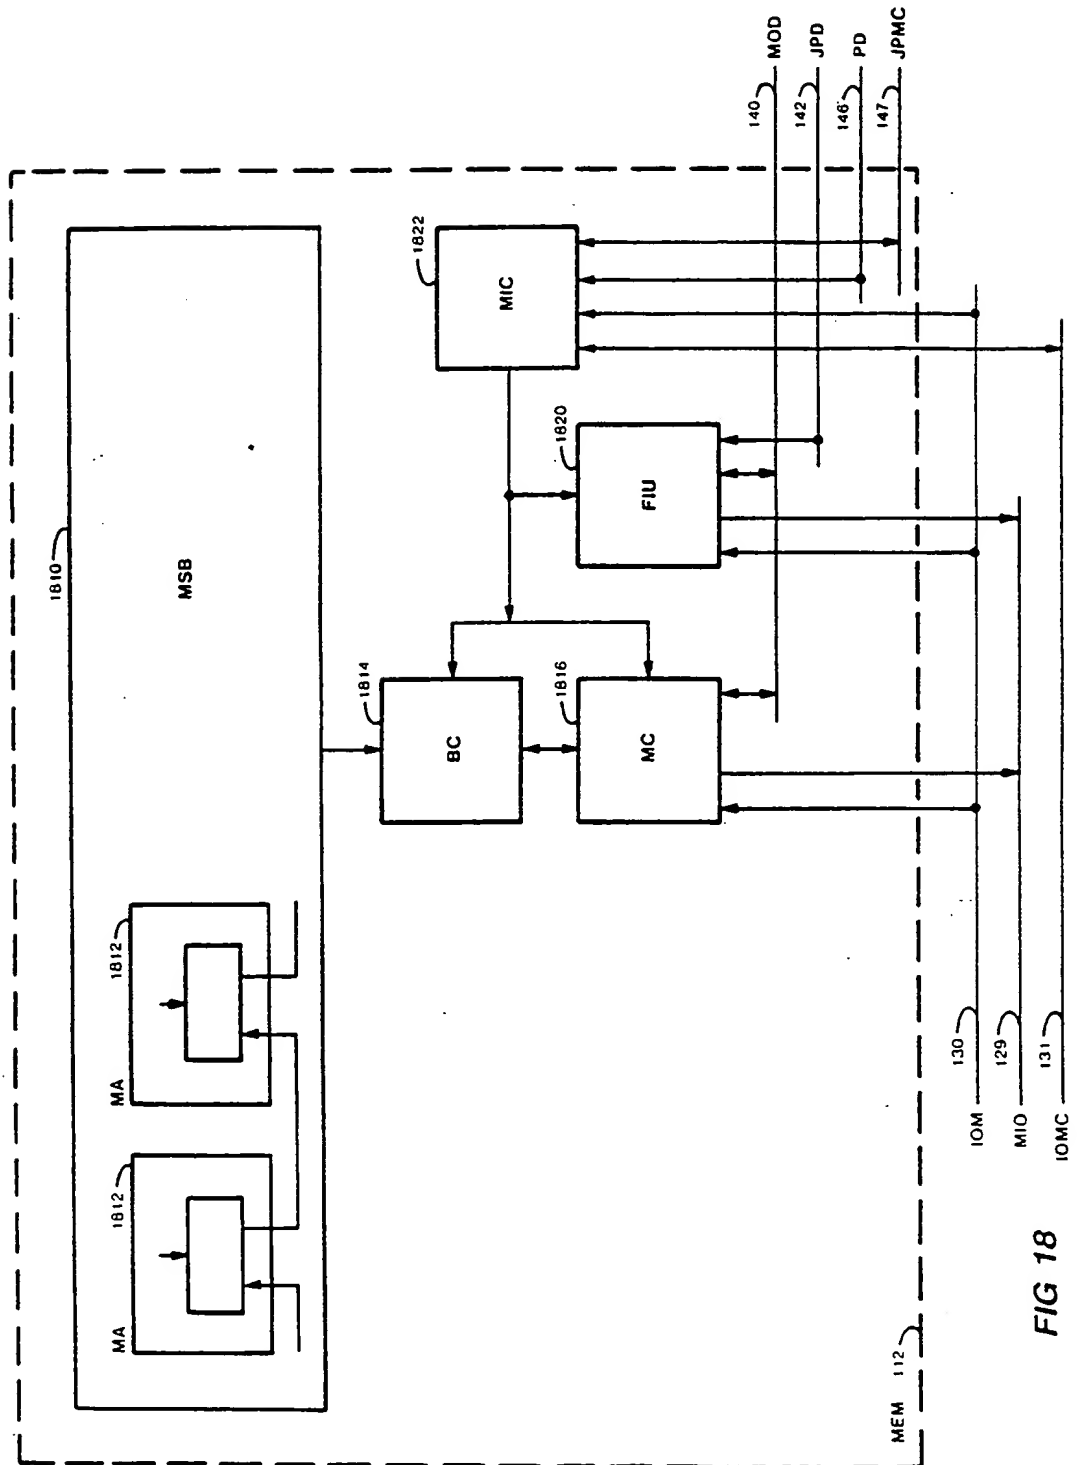 1810
MSB
MA
1812
MA
1812
1822
MIC
1814
BC
1820
FIU
1816
MC
140
MOD
142
JPD
146
PD
147
JPMC
MEM 112
IOM
130
MIO
129
IOMC
131
FIG 18